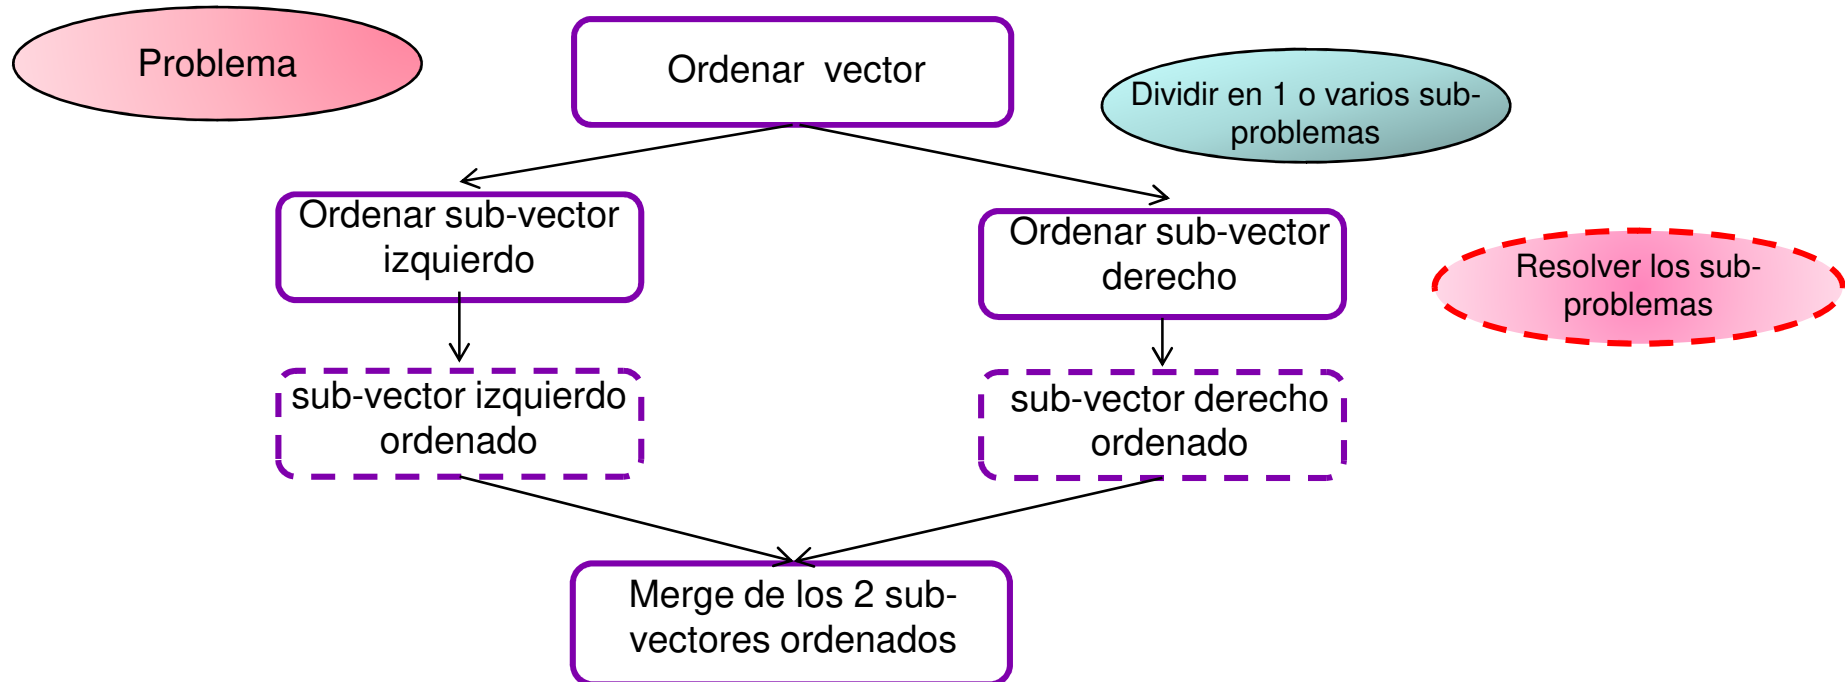 Problema
Ordenar vector
Dividir en 1 o varios sub-
problemas
Ordenar sub-vector
izquierdo
Ordenar sub-vector
derecho
Resolver los sub-
problemas
sub-vector izquierdo
ordenado
sub-vector derecho
ordenado
Merge de los 2 sub-
vectores ordenados